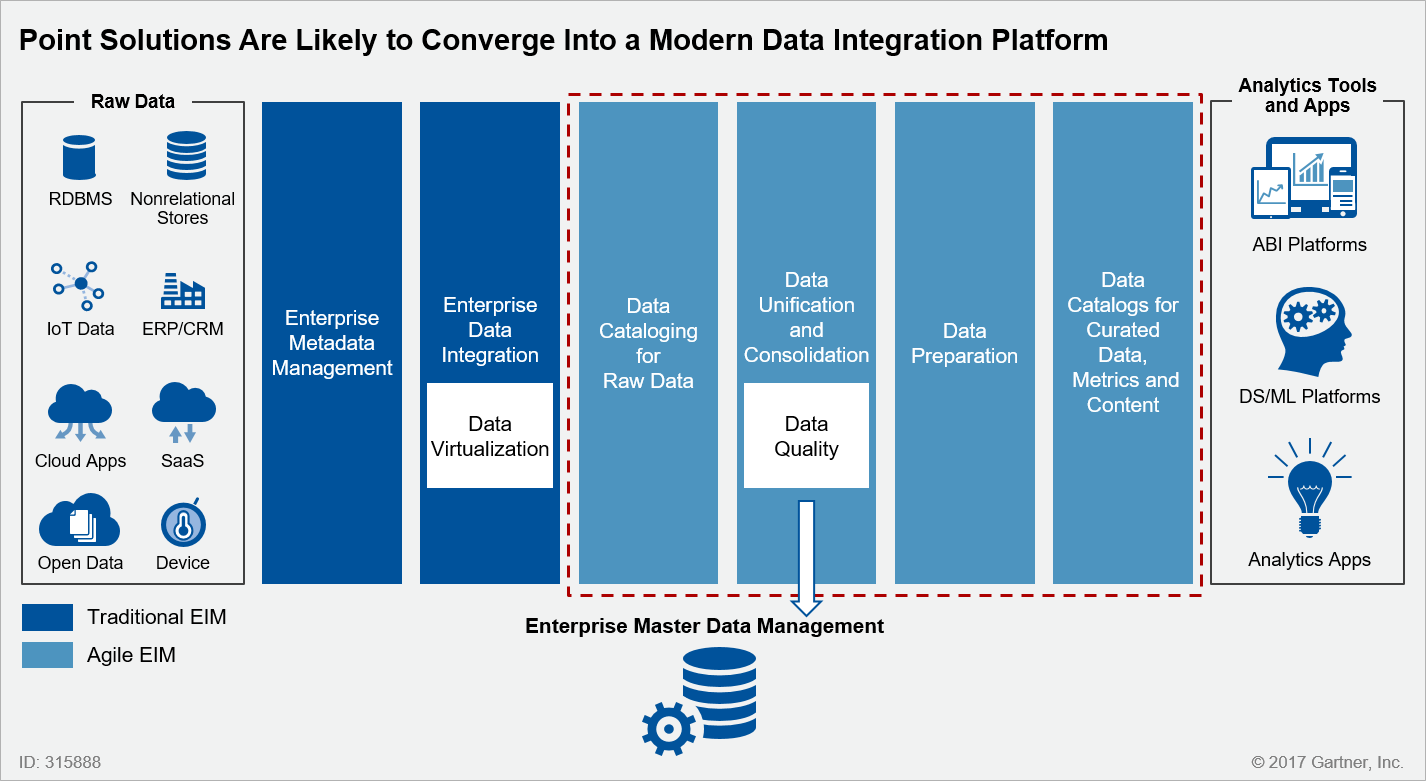 Point Solutions Are Likely to Converge Into a Modern Data Integration Platform
Raw Data
RDBMS
Nonrelational
Stores
IoT Data
ERP/CRM
Cloud Apps
SaaS
Open Data
Device
Enterprise
Metadata
Management
Enterprise
Data
Integration
Data
Virtualization
Data
Cataloging
for
Raw Data
Data
Unification
and
Consolidation
Data
Quality
Data
Preparation
Data
Catalogs for
Curated
Data,
Metrics and
Content
Analytics Tools
and Apps
ABI Platforms
DS/ML Platforms
Analytics Apps
Traditional EIM
Agile EIM
Enterprise Master Data Management
ID: 315888
© 2017 Gartner, Inc.